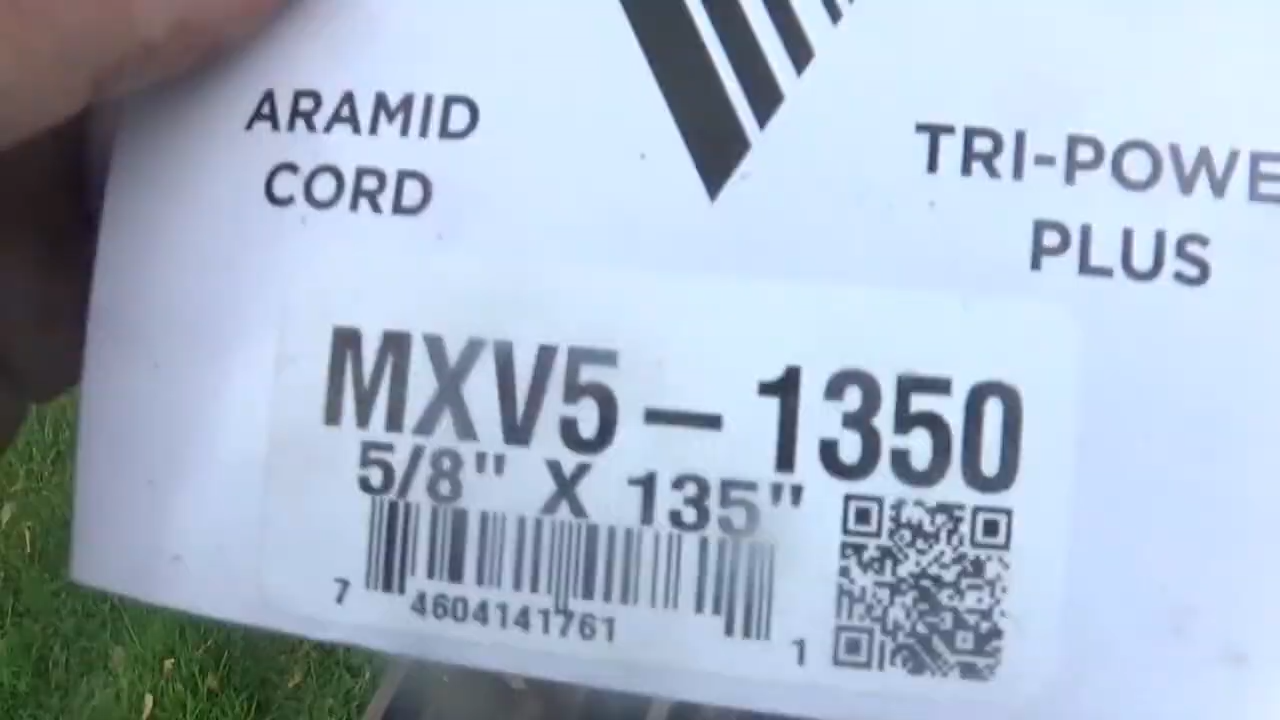 ARAMID
CORD
TRI-POWE
PLUS
MXV5-1350
5/8" X 135"
7 4604141761 1